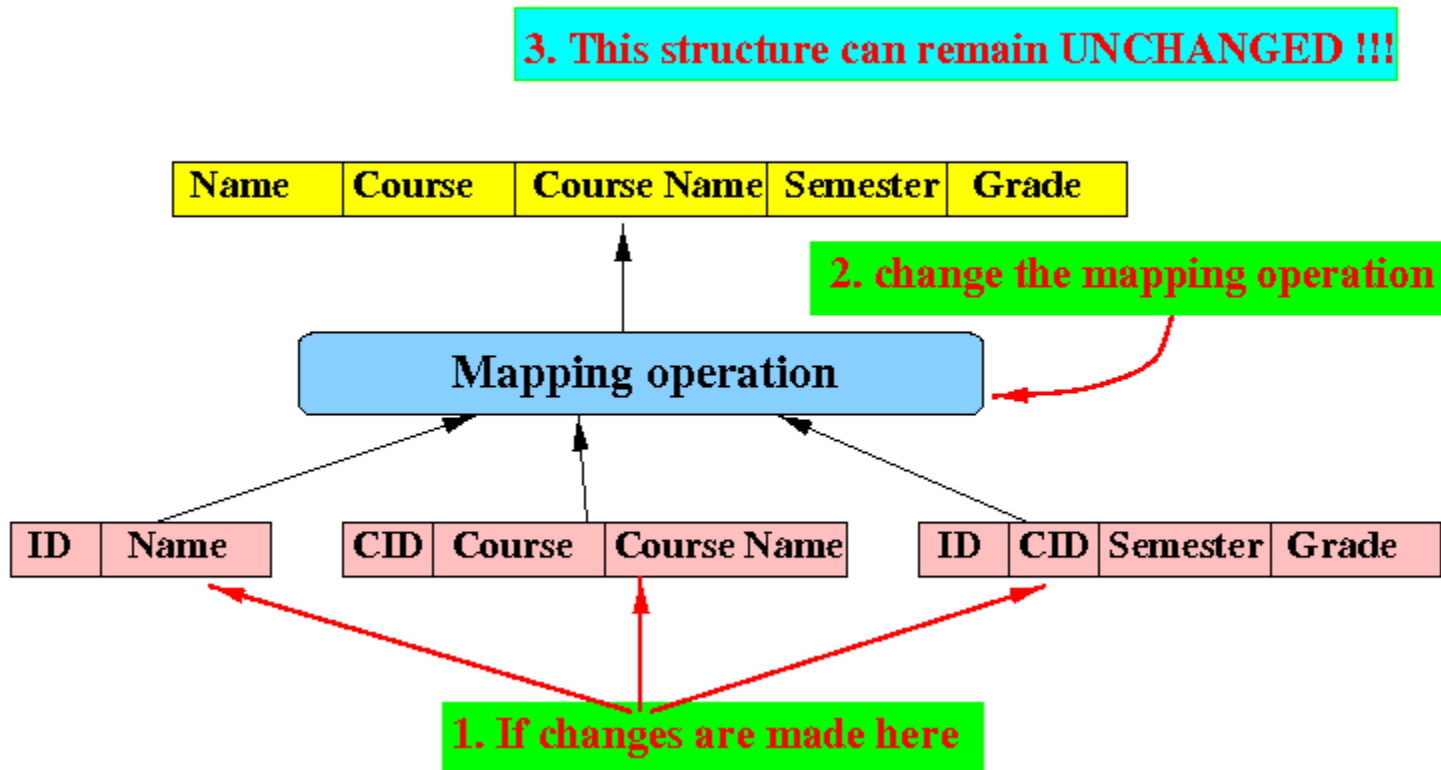 3. This structure can remain UNCHANGED !!!
Name Course Course Name Semester Grade
2. change the mapping operation
Mapping operation
ID Name CID Course Course Name ID CID Semester Grade
1. If changes are made here